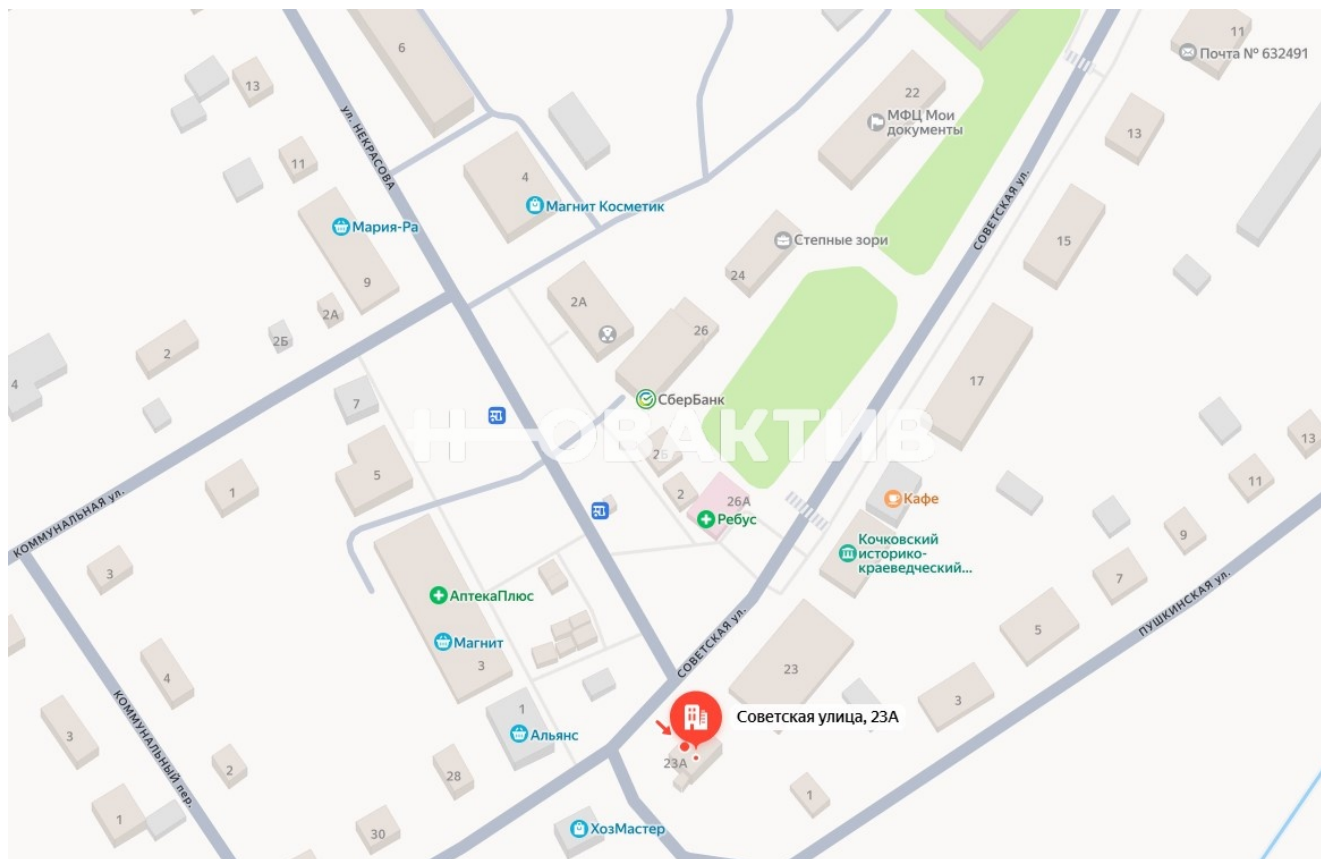 6
11
Почта № 632491
13
22
МФЦ Мои
документы
13
ул. НЕКРАСОВА
11
4
Магнит Косметик
СОВЕТСКАЯ ул.
Мария-Ра
15
Степные зори
24
9
2А
2А
26
2Б
2
17
4
7
СберБанк
Н ОВАКТИВ
13
2Б
5
11
1
2
26А
Кафе
Ребус
КОММУНАЛЬНАЯ ул.
9
Кочковский
историко-
краеведческий...
3
7
АптекаПлюс
ПУШКИНСКАЯ ул.
5
Магнит
СОВЕТСКАЯ ул.
3
23
4
3
КОММУНАЛЬНЫЙ пер.
1
Советская улица, 23А
3
Альянс
23А
2
28
1
1
30
ХозМастер